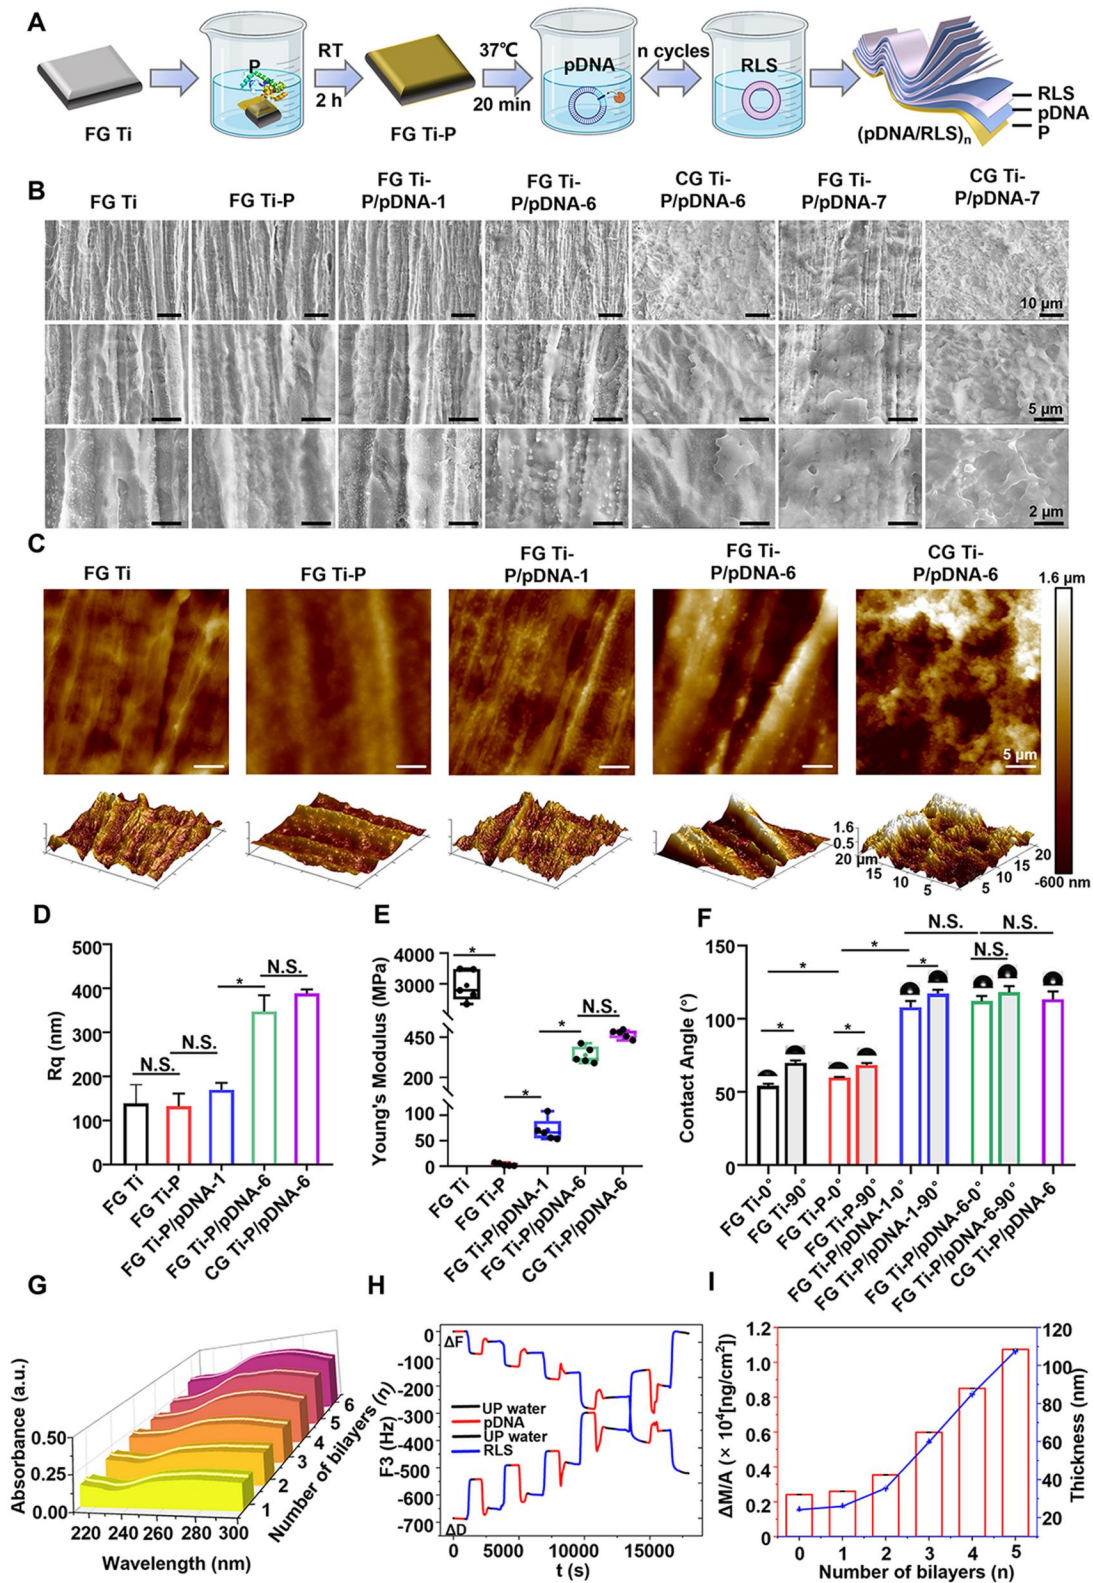 A
FG Ti
P
RT
2 h
FG Ti-P
37℃
20 min
pDNA
n cycles
RLS
(pDNA/RLS)n
RLS
pDNA
P
B
FG Ti
FG Ti-P
FG Ti-
P/pDNA-1
FG Ti-
P/pDNA-6
CG Ti-
P/pDNA-6
FG Ti-
P/pDNA-7
CG Ti-
P/pDNA-7
10 µm
5 µm
2 µm
C
FG Ti
FG Ti-P
FG Ti-
P/pDNA-1
FG Ti-
P/pDNA-6
CG Ti-
P/pDNA-6
1.6 µm
5 µm
-600 nm
1.6
0.5
20 µm
15
10
5
5
10
15
20
D
Rq (nm)
500
400
300
200
100
0
N.S.
N.S.
*
N.S.
FG Ti
FG Ti-P
FG Ti-P/pDNA-1
FG Ti-P/pDNA-6
CG Ti-P/pDNA-6
E
Young's Modulus (MPa)
4000
3000
450
200
100
50
0
*
*
*
N.S.
FG Ti
FG Ti-P
FG Ti-P/pDNA-1
FG Ti-P/pDNA-6
CG Ti-P/pDNA-6
F
Contact Angle (°)
150
100
50
0
*
*
*
*
*
N.S.
N.S.
N.S.
FG Ti-0°
FG Ti-90°
FG Ti-P-0°
FG Ti-P-90°
FG Ti-P/pDNA-1-0°
FG Ti-P/pDNA-1-90°
FG Ti-P/pDNA-6-0°
FG Ti-P/pDNA-6-90°
CG Ti-P/pDNA-6
G
Absorbance (a.u.)
0.50
0.25
0.00
220 240 260 280 300
Wavelength (nm)
1
2
3
4
5
6
Number of bilayers (n)
H
F3 (Hz)
0
-100
-200
-300
-400
-500
-600
-700
ΔF
UP water
pDNA
UP water
RLS
ΔD
0 5000 10000 15000
t (s)
I
ΔM/A (× 10⁴[ng/cm²])
1.2
1.0
0.8
0.6
0.4
0.2
0
120
100
80
60
40
20
Thickness (nm)
0 1 2 3 4 5
Number of bilayers (n)